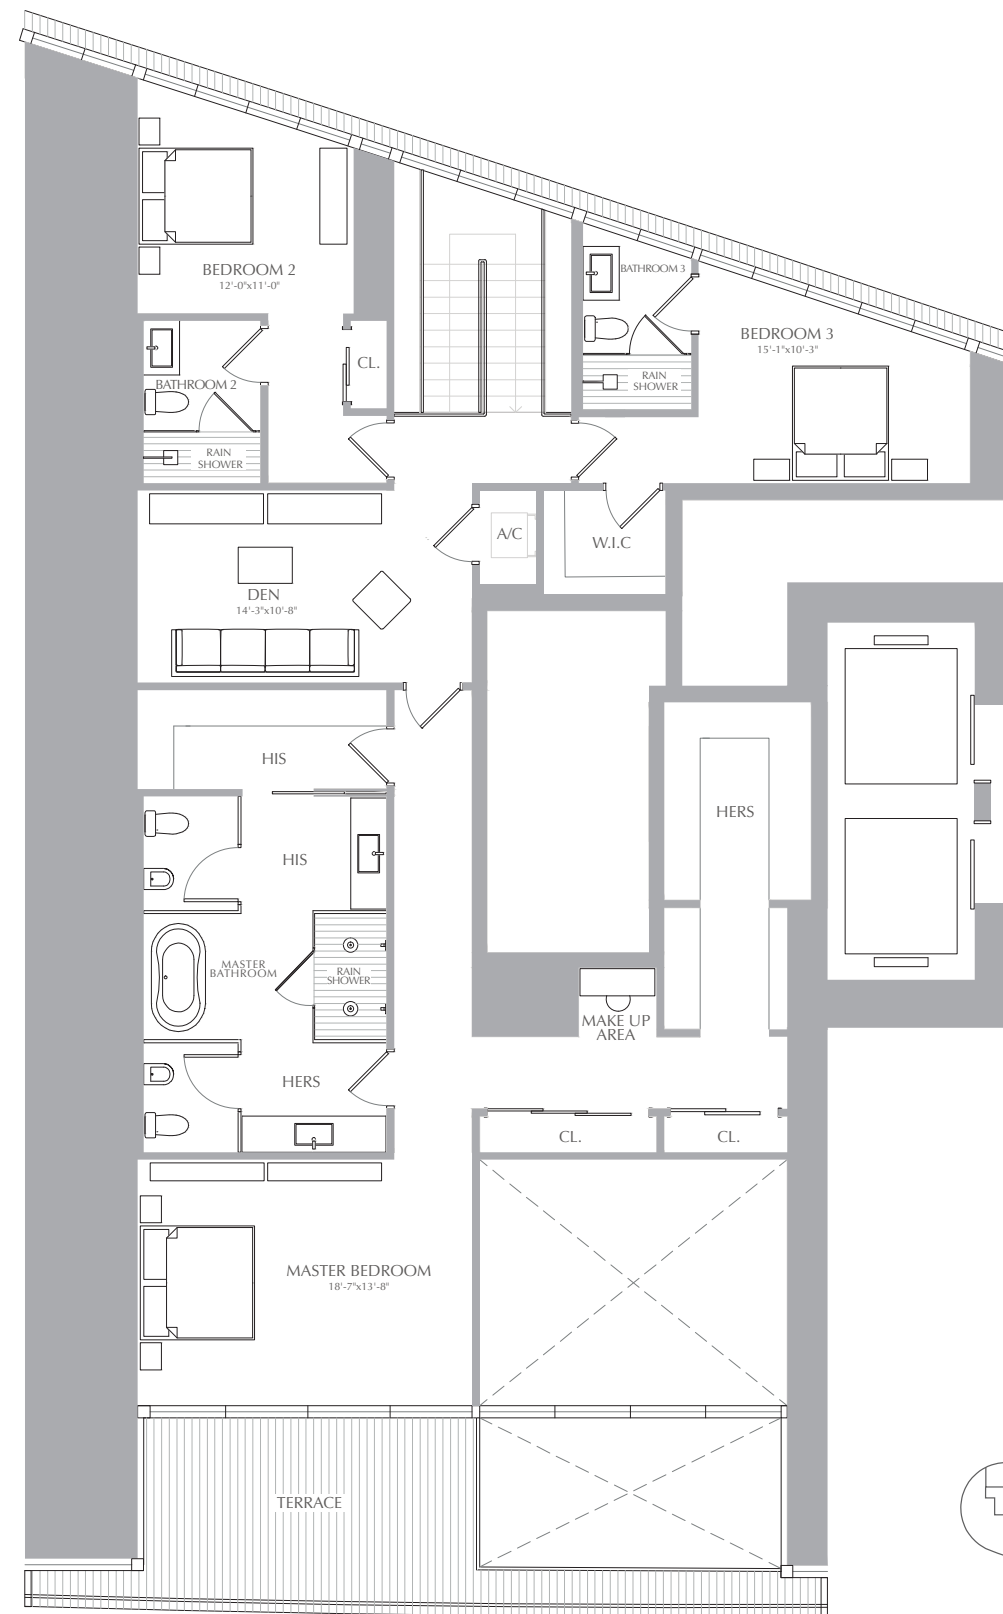 BATHROOM 3
BEDROOM 2
12'-0"x11'-0"
BEDROOM 3
15'-1"x10'-3"
CL.
RAIN
SHOWER
BATHROOM 2
RAIN
SHOWER
A/C
W.I.C
DEN
14'-3"x10'-8"
HIS
HERS
HIS
MASTER
BATHROOM
RAIN
SHOWER
MAKE UP
AREA
HERS
CL.
CL.
MASTER BEDROOM
18'-7"x13'-8"
TERRACE